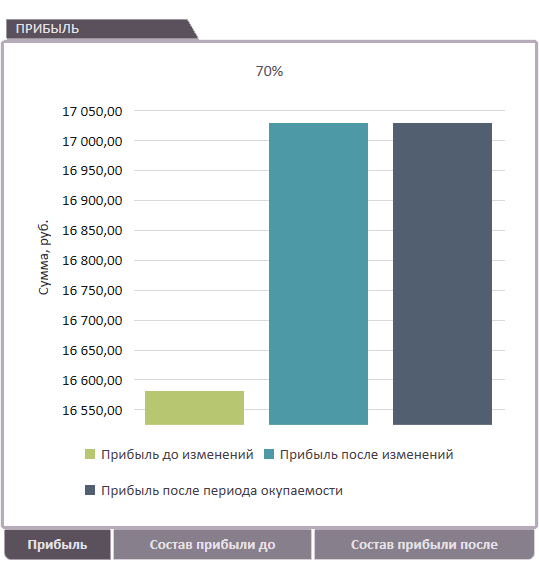 ПРИБЫЛЬ
70%
17 050,00
17 000,00
16 950,00
16 900,00
16 850,00
16 800,00
16 750,00
16 700,00
16 650,00
16 600,00
16 550,00
Сумма, руб.
Прибыль до изменений Прибыль после изменений
Прибыль после периода окупаемости
Прибыль Состав прибыли до Состав прибыли после